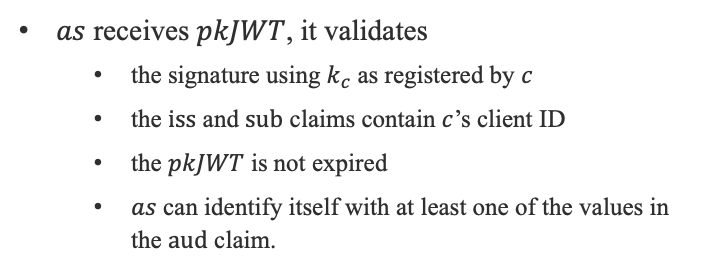 • as receives pkJWT, it validates
• the signature using k_c as registered by c
• the iss and sub claims contain c’s client ID
• the pkJWT is not expired
• as can identify itself with at least one of the values in
the aud claim.